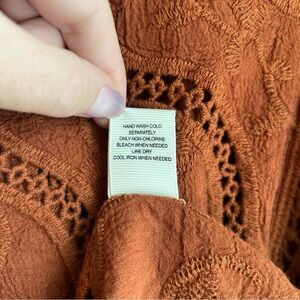 HAND WASH COLD
SEPARATELY
ONLY NON-CHLORINE
BLEACH WHEN NEEDED
LINE DRY
COOL IRON WHEN NEEDED